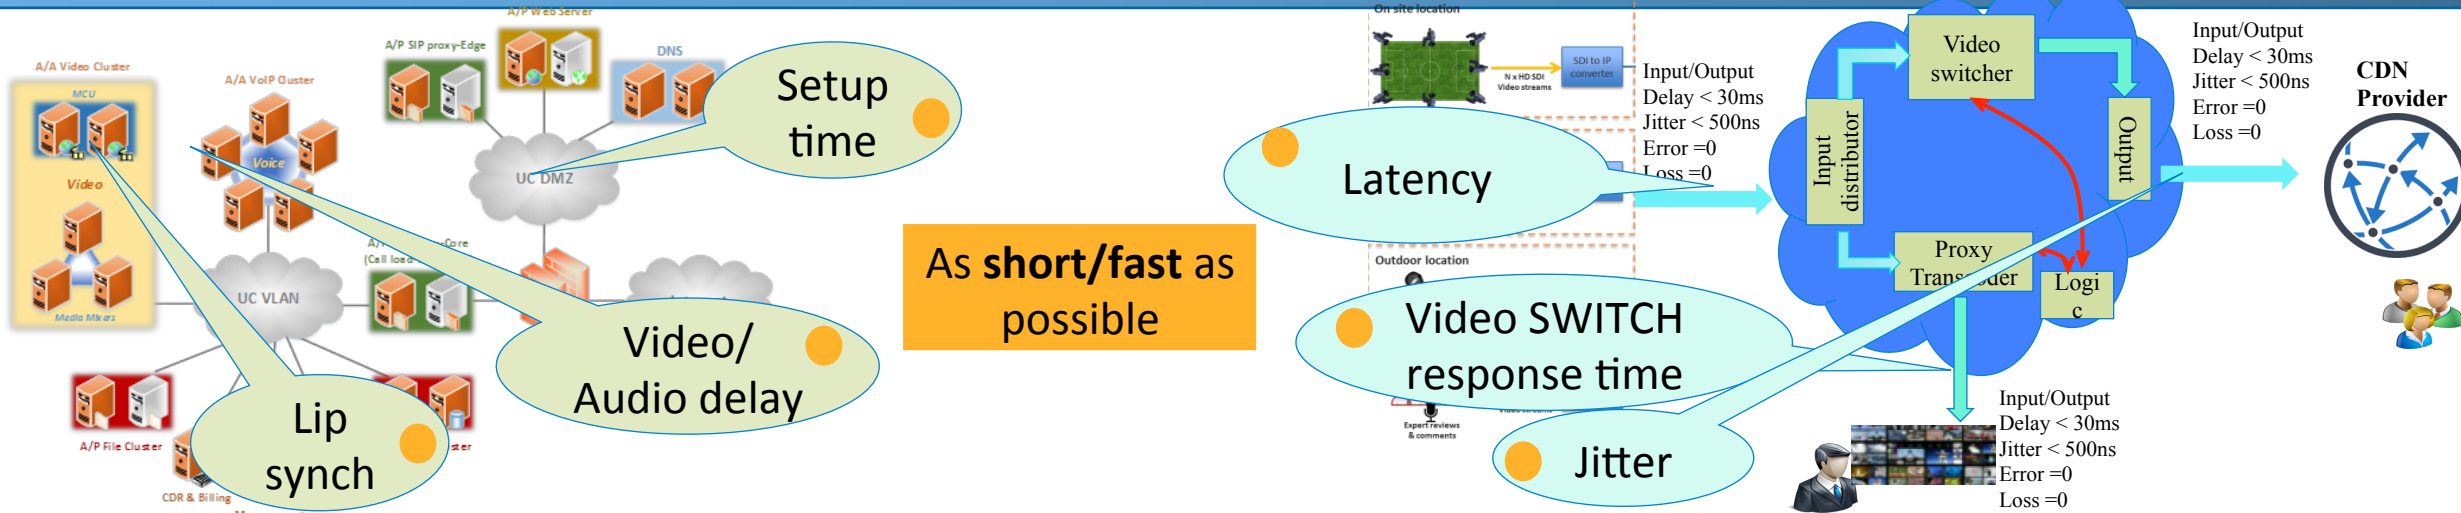 A/P Web Server
A/P SIP proxy-Edge
DNS
A/A Video Cluster
A/A VoIP Cluster
MCU
Voice
Video
Setup
time
UC DMZ
(Call load
UC VLAN
Media Mixers
Video/
Audio delay
Lip
synch
A/P File Cluster
CDR & Billing
As short/fast as
possible
On site location
SDI to IP
converter
N x HD SDI
Video streams
Input/Output
Delay < 30ms
Jitter < 500ns
Error =0
Loss =0
Latency
Outdoor location
Video SWITCH
response time
Expert reviews
& comments
Jitter
Video
switcher
Input
distributor
Output
Proxy
Transcoder
Logi
c
Input/Output
Delay < 30ms
Jitter < 500ns
Error =0
Loss =0
CDN
Provider
Input/Output
Delay < 30ms
Jitter < 500ns
Error =0
Loss =0